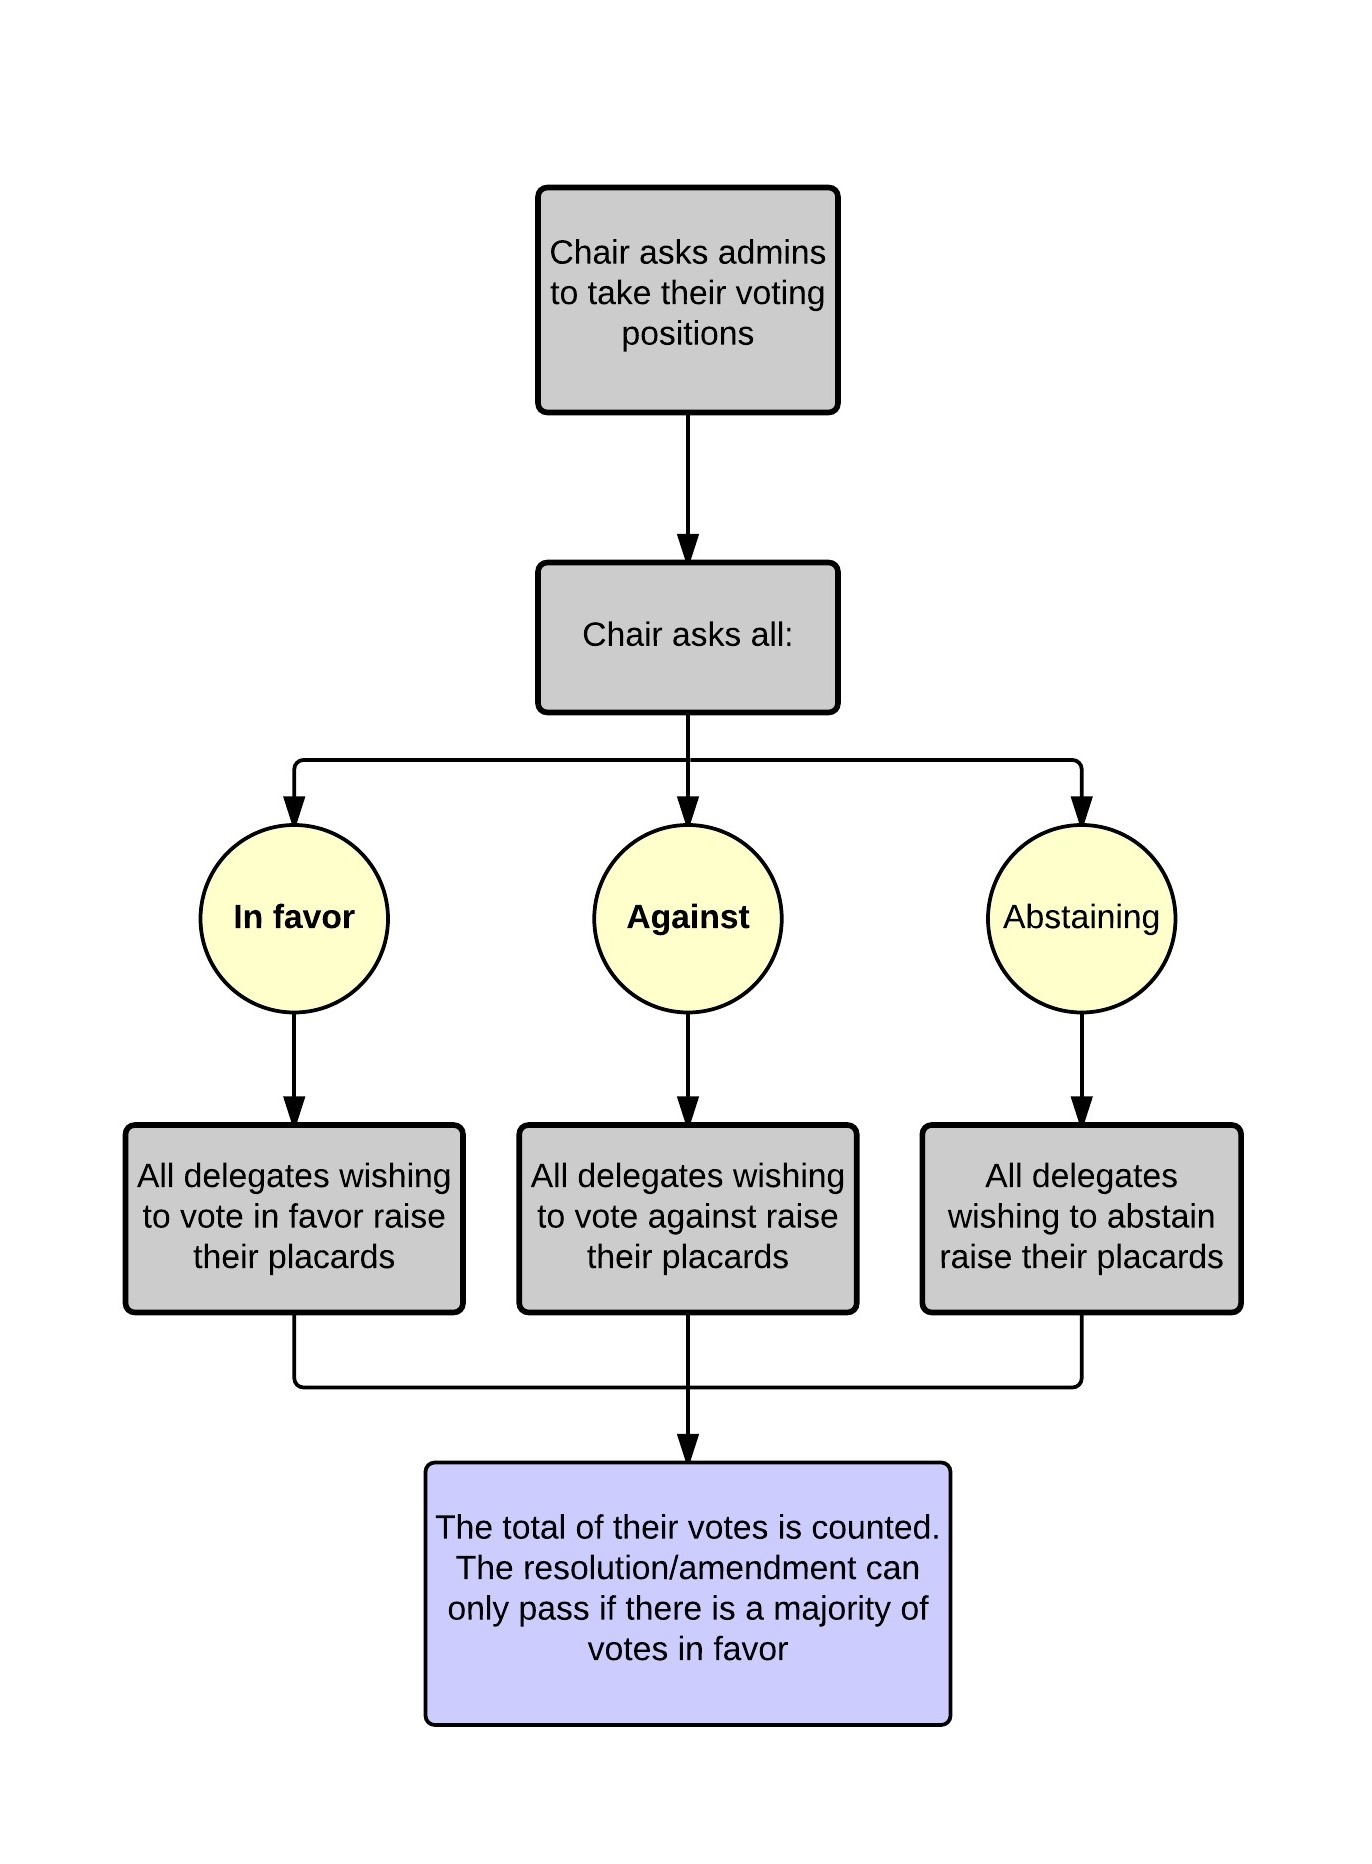 Chair asks admins
to take their voting
positions
Chair asks all:
In favor
Against
Abstaining
All delegates wishing
to vote in favor raise
their placards
All delegates wishing
to vote against raise
their placards
All delegates
wishing to abstain
raise their placards
The total of their votes is counted.
The resolution/amendment can
only pass if there is a majority of
votes in favor